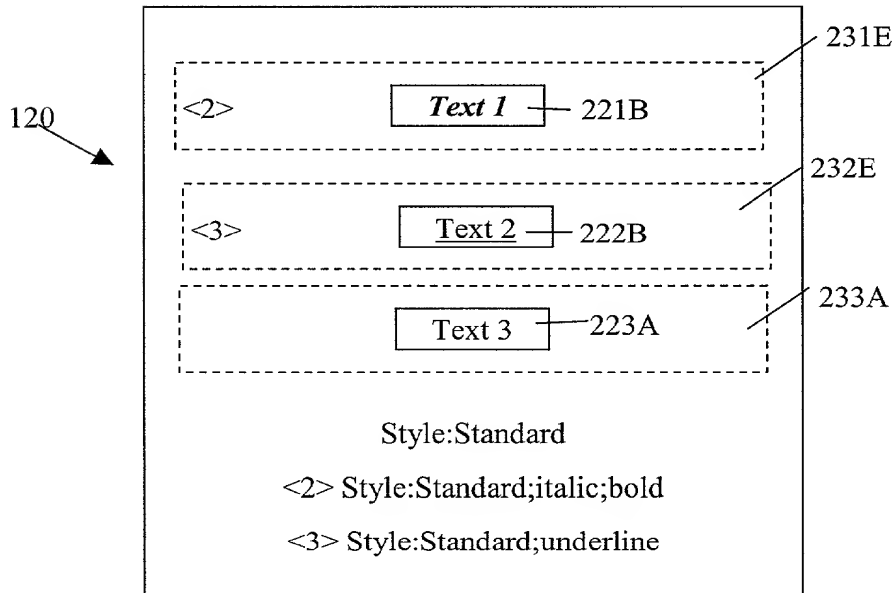 231E
<2> Text 1 221B
120
232E
<3> Text 2 222B
233A
Text 3 223A
Style:Standard
<2> Style:Standard;italic;bold
<3> Style:Standard;underline